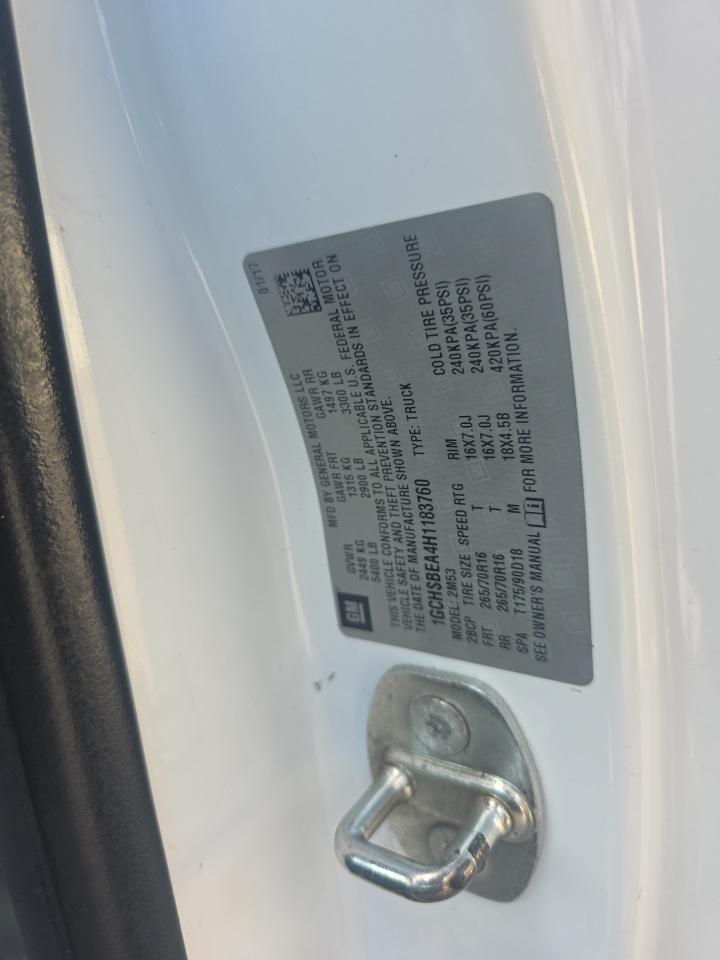 GM
MFD BY GENERAL MOTORS LLC
01/17
GVWR GAWR FRT GAWR RR
2449 KG 1315 KG 1497 KG
5400 LB 2900 LB 3300 LB
THIS VEHICLE CONFORMS TO ALL APPLICABLE U.S. FEDERAL MOTOR
VEHICLE SAFETY AND THEFT PREVENTION STANDARDS IN EFFECT ON
THE DATE OF MANUFACTURE SHOWN ABOVE.
1GCHSBEA4H1183760 TYPE: TRUCK
MODEL: 2M53
2BCP TIRE SIZE SPEED RTG RIM COLD TIRE PRESSURE
FRT 265/70R16 T 16X7.0J 240KPA(35PSI)
RR 265/70R16 T 16X7.0J 240KPA(35PSI)
SPA T175/90D18 M 18X4.5B 420KPA(60PSI)
SEE OWNER'S MANUAL FOR MORE INFORMATION.